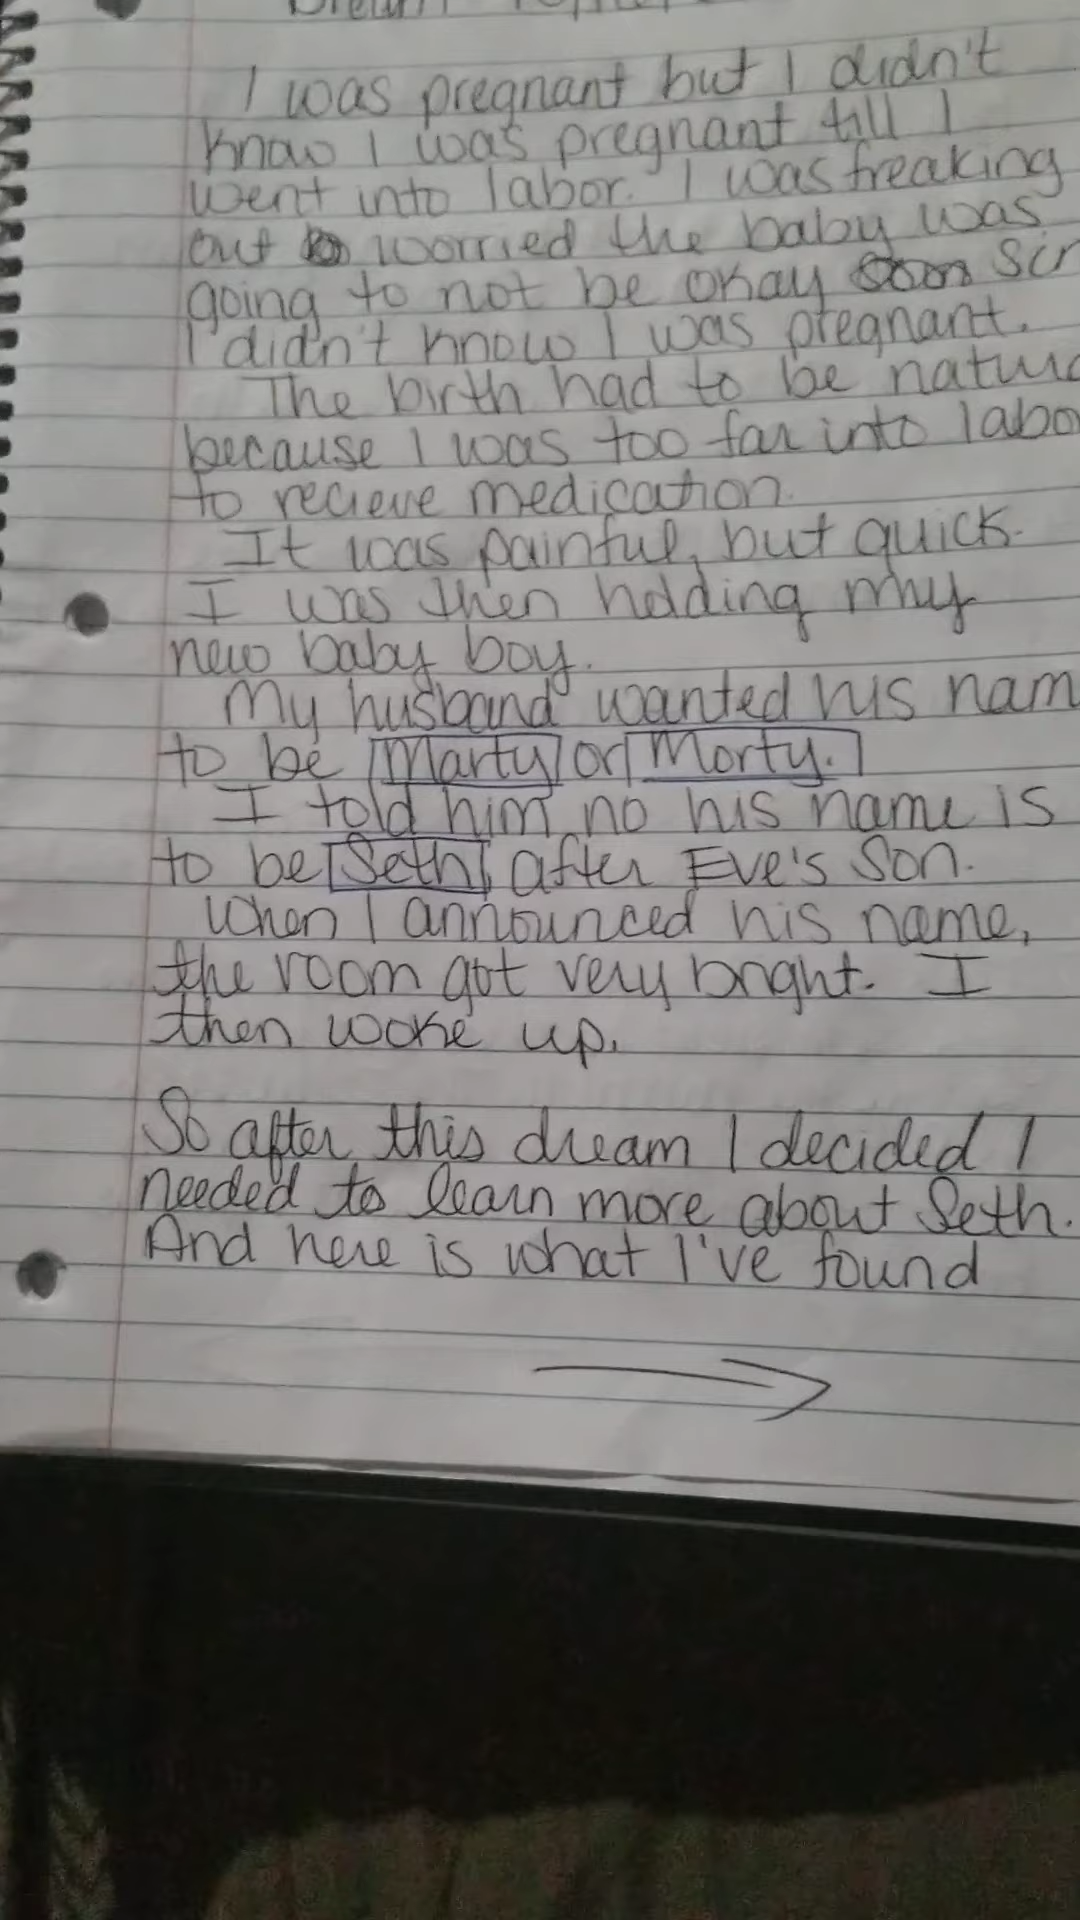 I was pregnant but I didn't
know I was pregnant till I
went into labor. I was freaking
out worried the baby was
going to not be okay
I didn't know I was pregnant.
The birth had to be
because I was too far into
to recieve medication.
It was painful, but quick.
I was then holding my
new baby boy.
My husband wanted his
to be Marty or Morty.
I told him no his name is
to be Seth, after Eve's Son.
When I announced his name,
the room got very bright. I
then woke up.
So after this dream I decided I
needed to learn more about Seth.
And here is what I've found